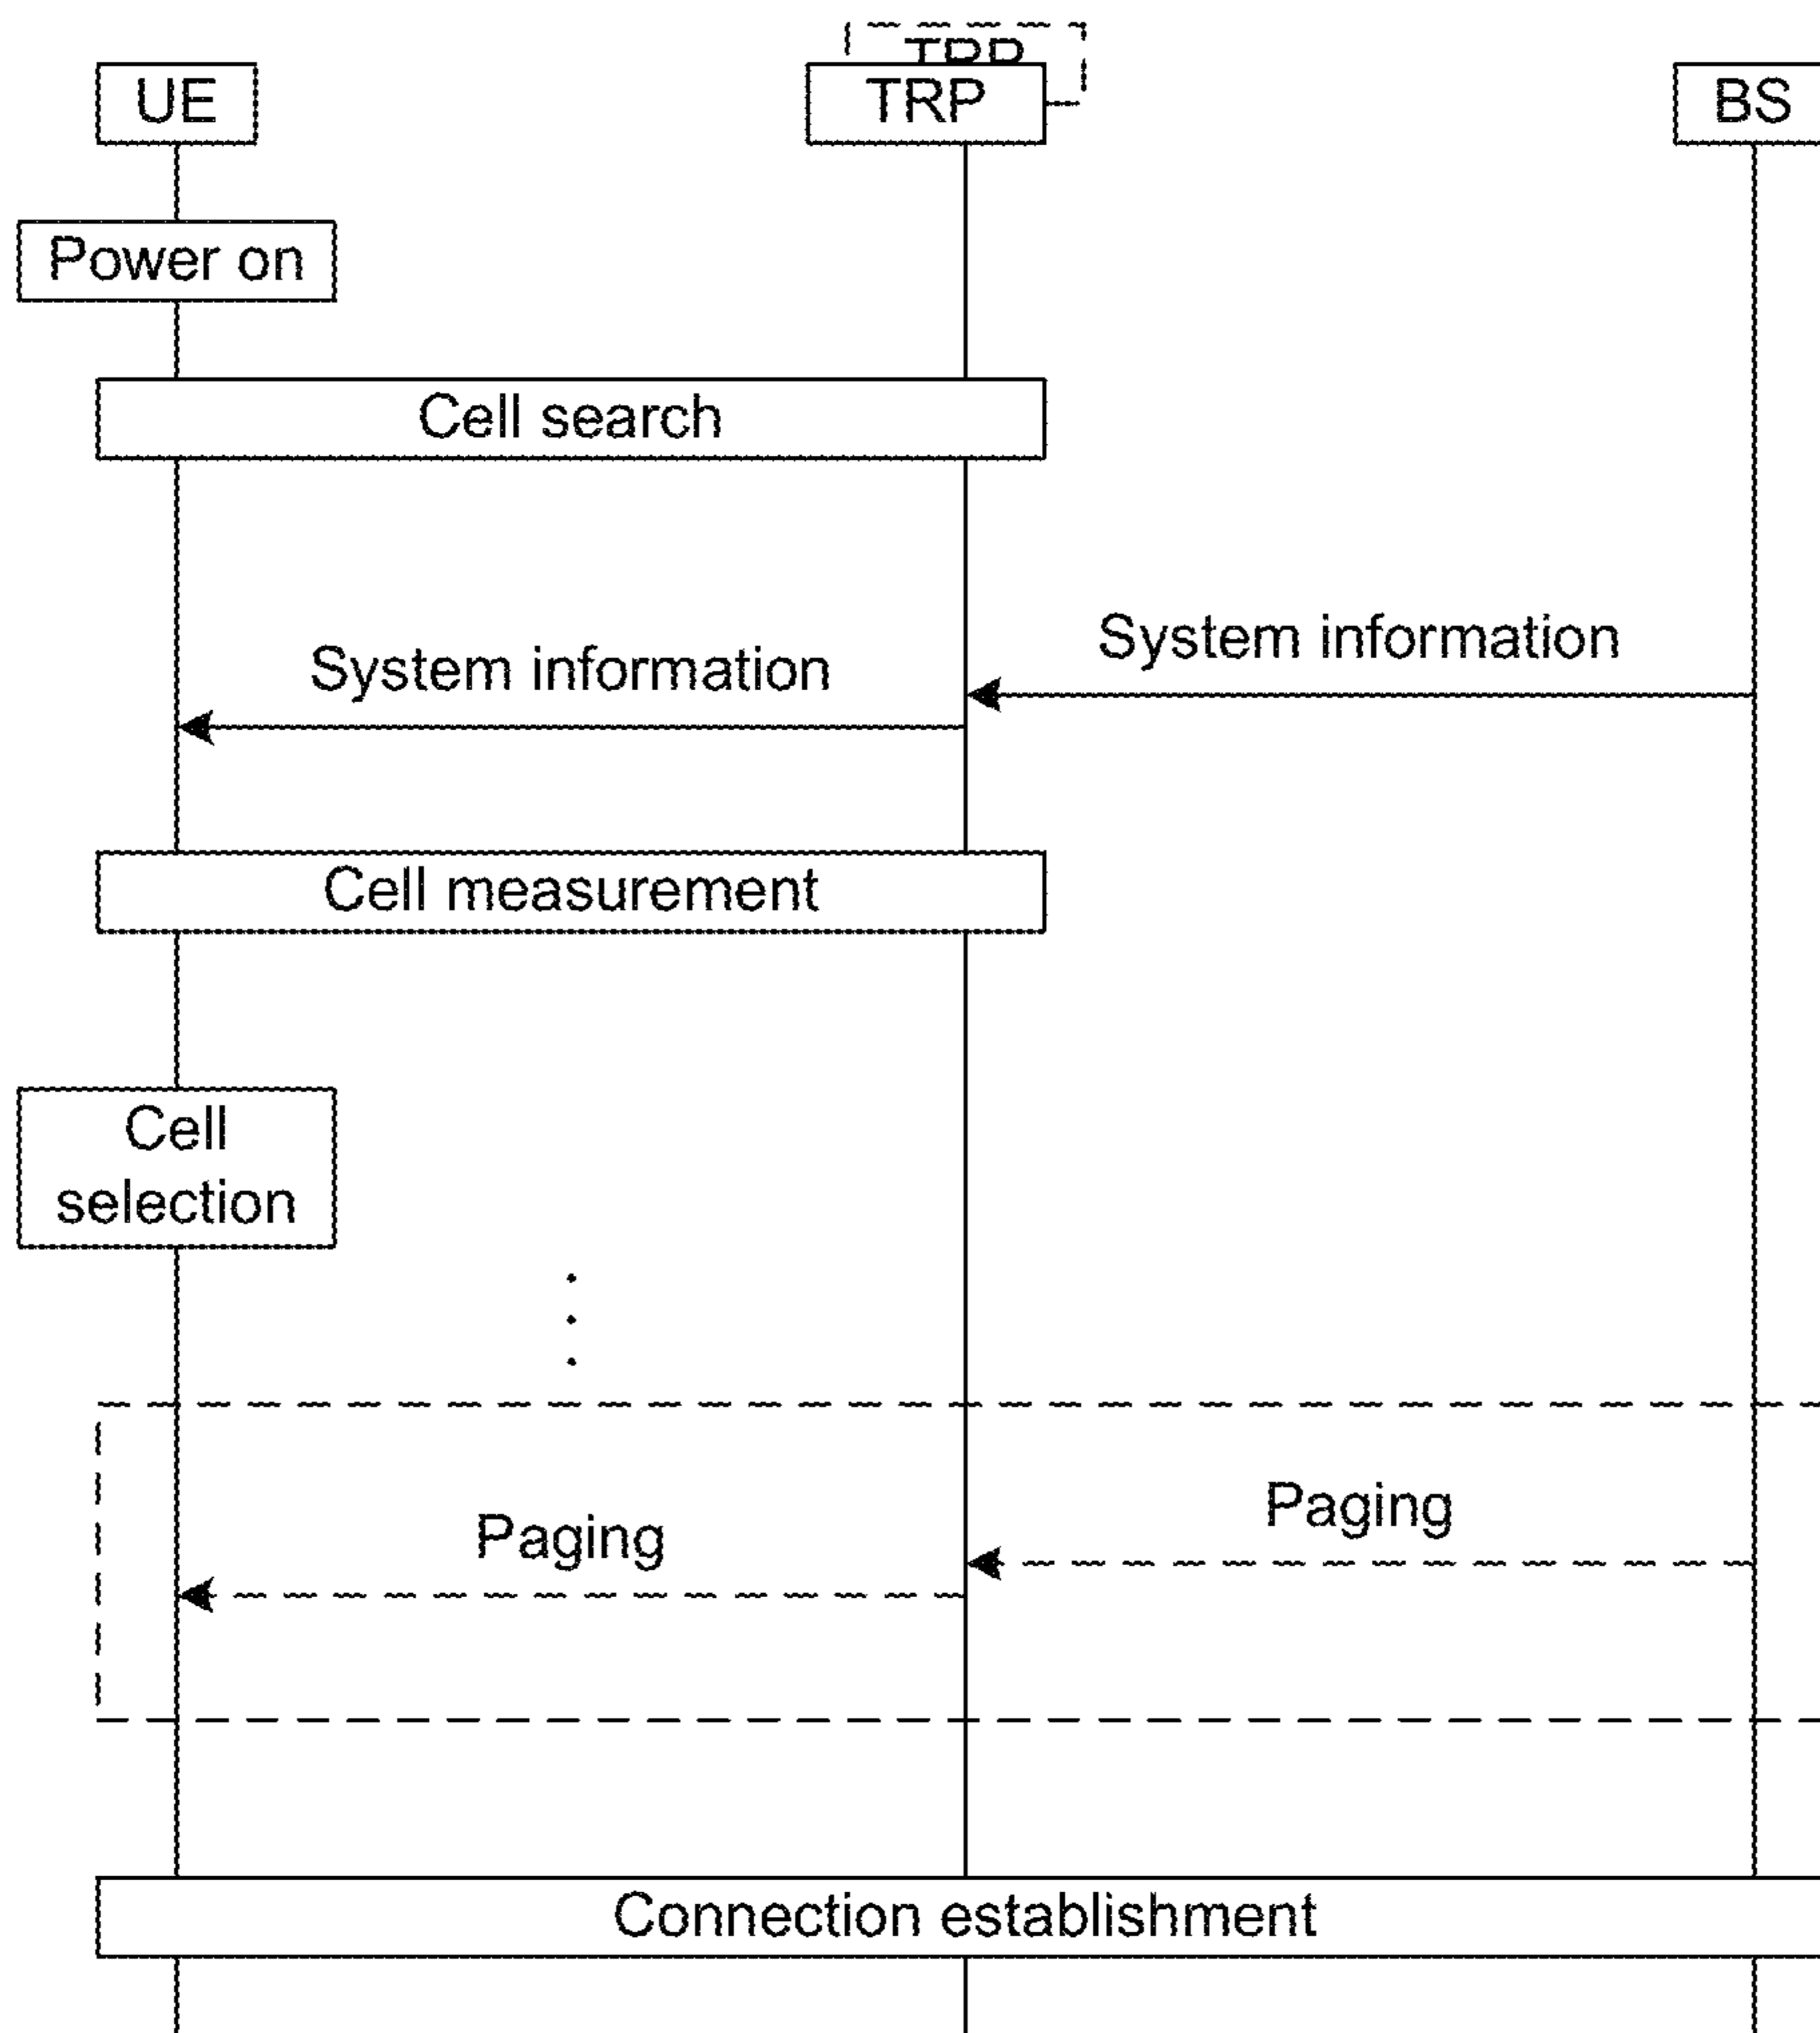 TRP
UE
TRP
BS
Power on
Cell search
System information
System information
Cell measurement
Cell
selection
Paging
Paging
Connection establishment